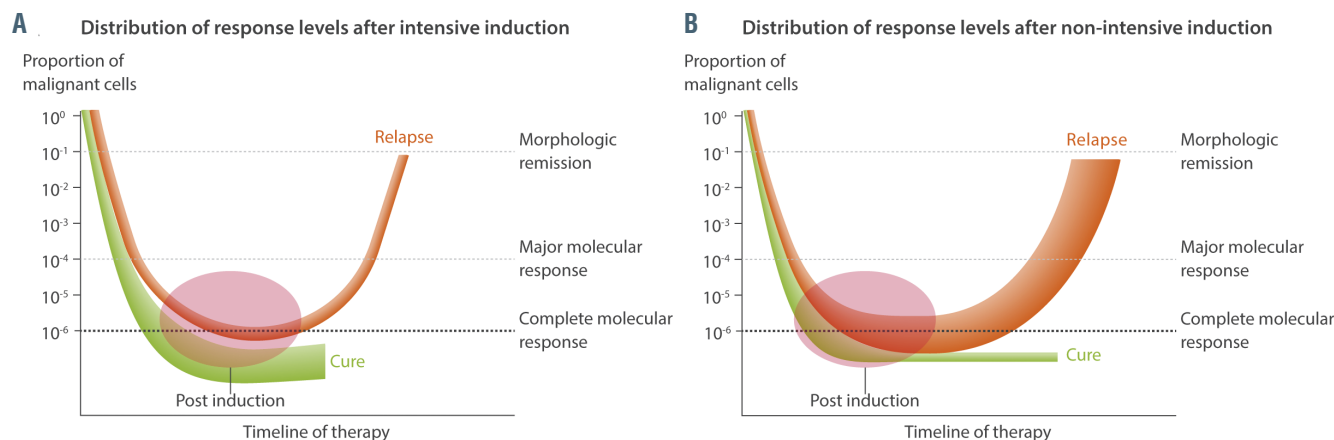 A Distribution of response levels after intensive induction
Proportion of
malignant cells
10⁰
10⁻¹
10⁻²
10⁻³
10⁻⁴
10⁻⁵
10⁻⁶
Relapse
Morphologic
remission
Major molecular
response
Complete molecular
response
Cure
Post induction
Timeline of therapy
B Distribution of response levels after non-intensive induction
Proportion of
malignant cells
10⁰
10⁻¹
10⁻²
10⁻³
10⁻⁴
10⁻⁵
10⁻⁶
Relapse
Morphologic
remission
Major molecular
response
Complete molecular
response
Cure
Post induction
Timeline of therapy